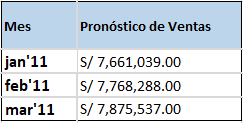 Mes Pronóstico de Ventas
jan'11 S/ 7,661,039.00
feb'11 S/ 7,768,288.00
mar'11 S/ 7,875,537.00